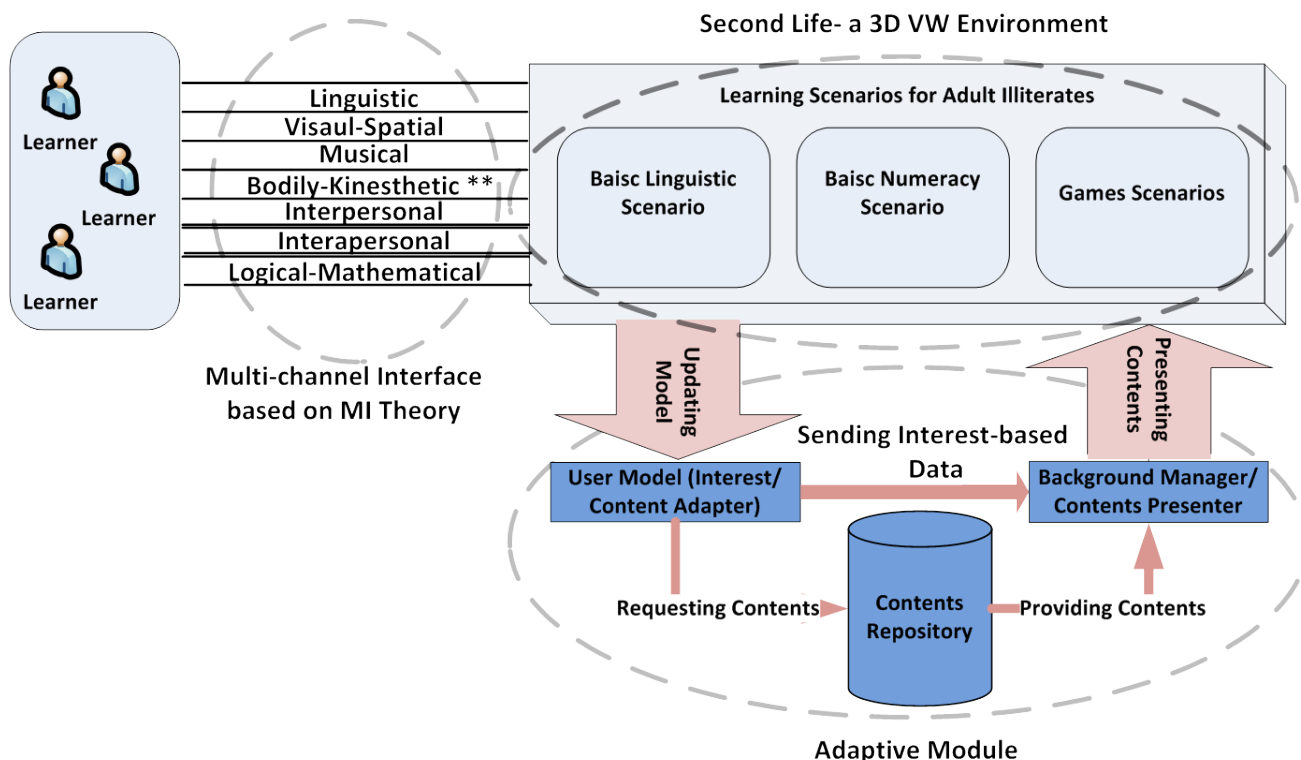 Second Life- a 3D VW Environment
Learner
Learner
Learner
Linguistic
Visaul-Spatial
Musical
Bodily-Kinesthetic **
Interpersonal
Interapersonal
Logical-Mathematical
Multi-channel Interface
based on MI Theory
Learning Scenarios for Adult Illiterates
Baisc Linguistic
Scenario
Baisc Numeracy
Scenario
Games Scenarios
Updating
Model
Presenting
Contents
Sending Interest-based
Data
User Model (Interest/
Content Adapter)
Background Manager/
Contents Presenter
Requesting Contents
Contents
Repository
Providing Contents
Adaptive Module